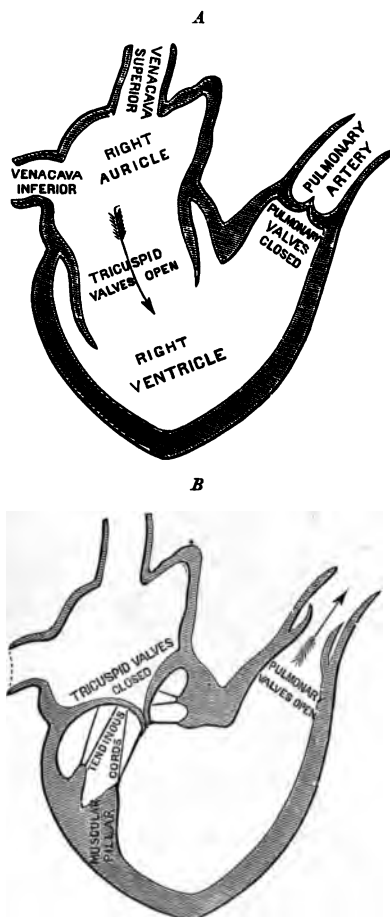 A
VENACAVA
SUPERIOR
RIGHT
AURICLE
VENACAVA
INFERIOR
PULMONARY
ARTERY
PULMONARY
VALVES
CLOSED
TRICUSPID
VALVES OPEN
RIGHT
VENTRICLE
B
TRICUSPID VALVES
CLOSED
PULMONARY
VALVES OPEN
TENDINOUS
CORDS
MUSCULAR
PILLAR